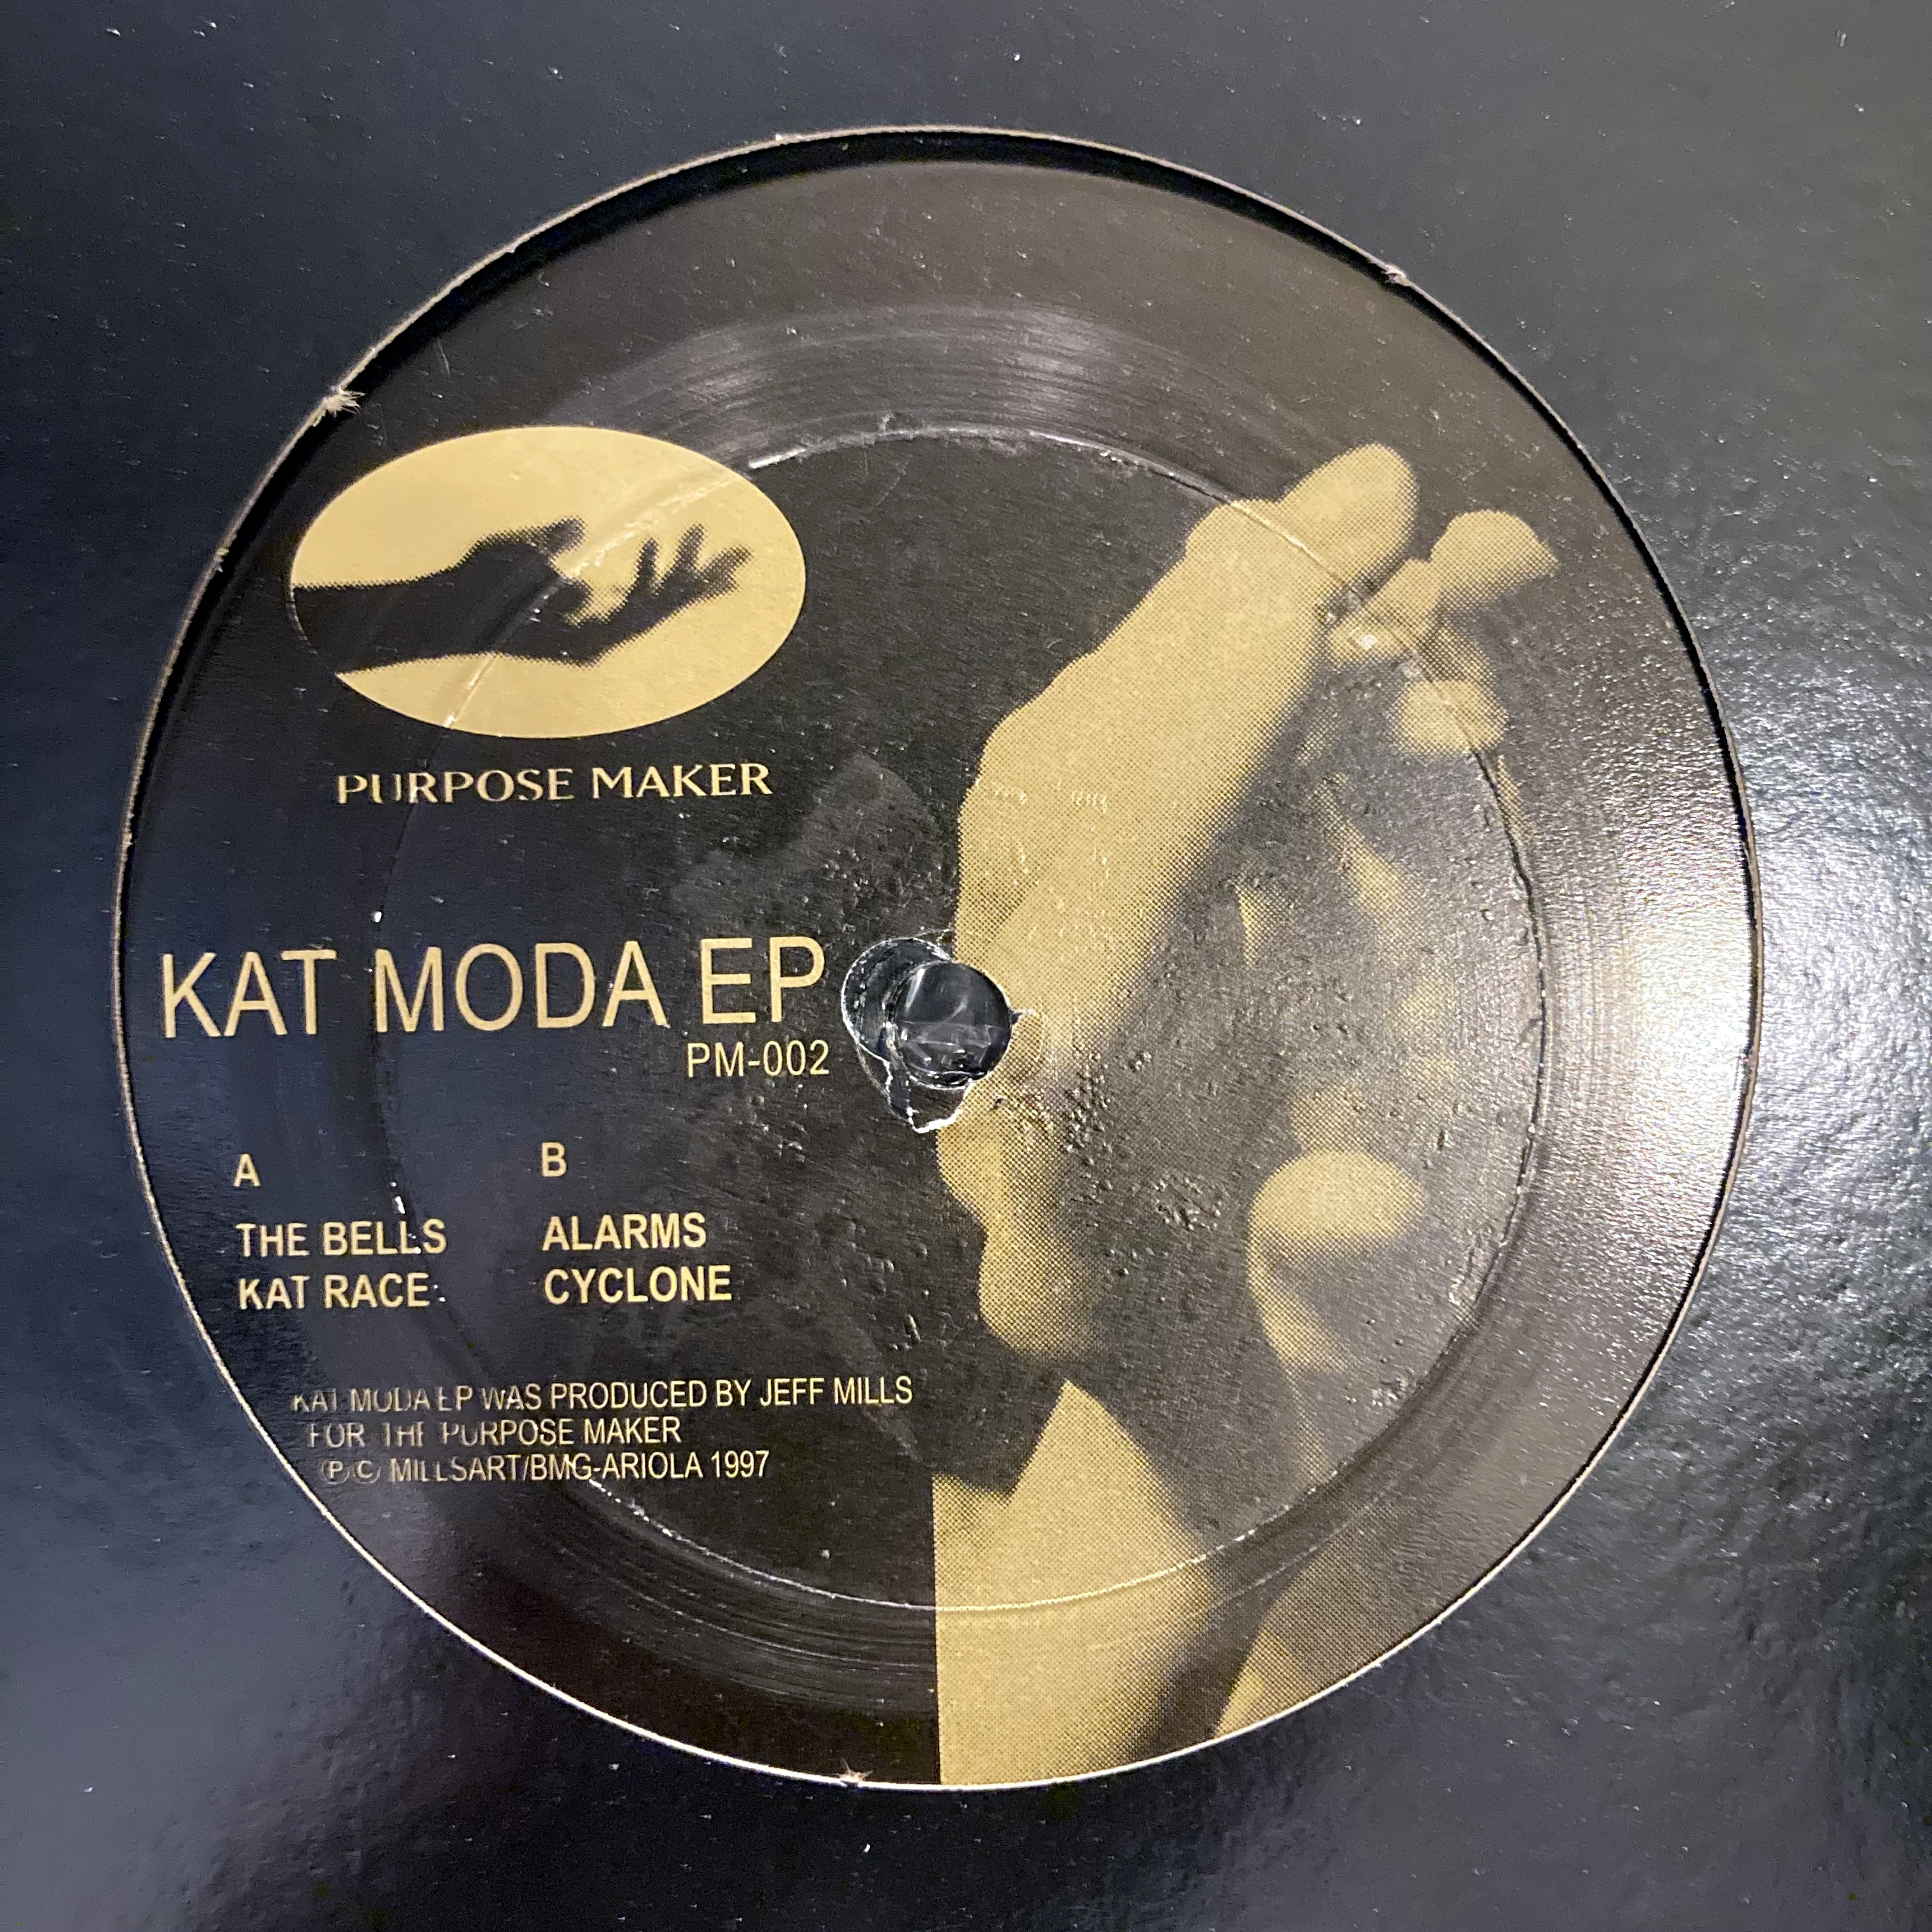 PURPOSE MAKER
KAT MODA EP
PM-002
A
THE BELLS
KAT RACE
B
ALARMS
CYCLONE
KAT MODA EP WAS PRODUCED BY JEFF MILLS
FOR THE PURPOSE MAKER
℗© MILLSART/BMG-ARIOLA 1997